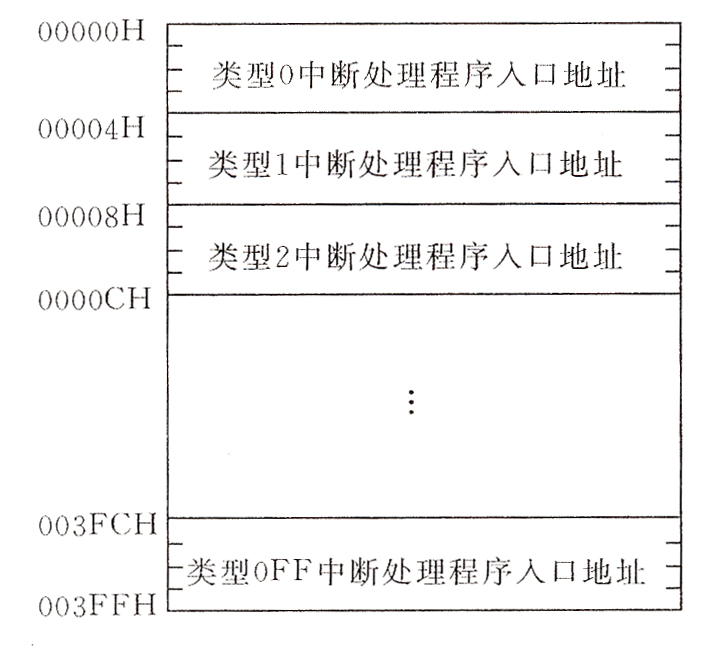 00000H
类型0中断处理程序入口地址
00004H
类型1中断处理程序入口地址
00008H
类型2中断处理程序入口地址
0000CH
⋮
003FCH
类型0FF中断处理程序入口地址
003FFH